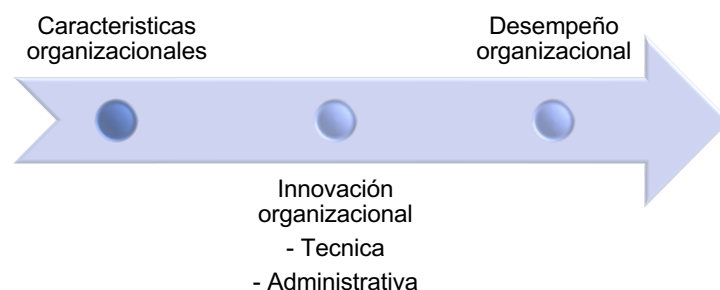 Caracteristicas
organizacionales
Innovación
organizacional
- Tecnica
- Administrativa
Desempeño
organizacional